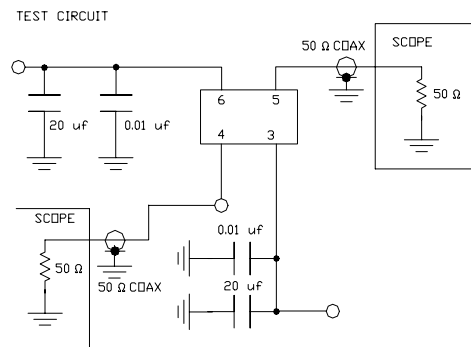 TEST CIRCUIT
50 Ω COAX
SCOPE
6
5
50 Ω
20 uf
0.01 uf
4
3
SCOPE
0.01 uf
50 Ω
50 Ω COAX
20 uf